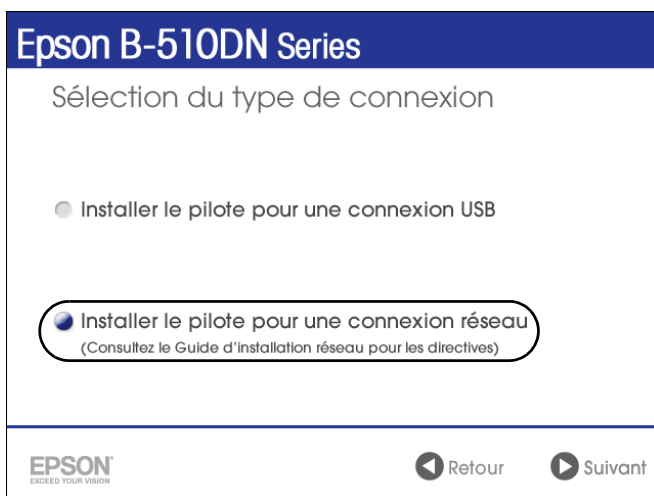 Epson B-510DN Series
Sélection du type de connexion
Installer le pilote pour une connexion USB
Installer le pilote pour une connexion réseau
(Consultez le Guide d'installation réseau pour les directives)
EPSON®
EXCEED YOUR VISION
Retour
Suivant